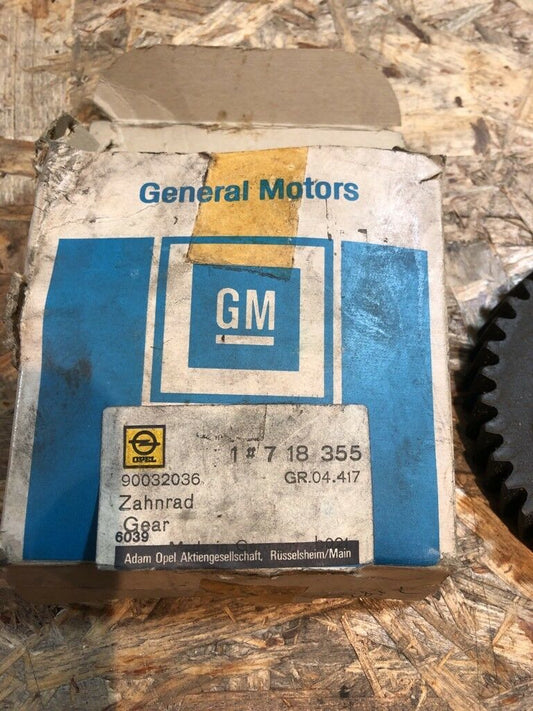 General Motors
GM
OPEL
1 # 7 18 355
90032036
GR.04.417
Zahnrad
Gear
6039
Adam Opel Aktiengesellschaft, Rüsselsheim/Main